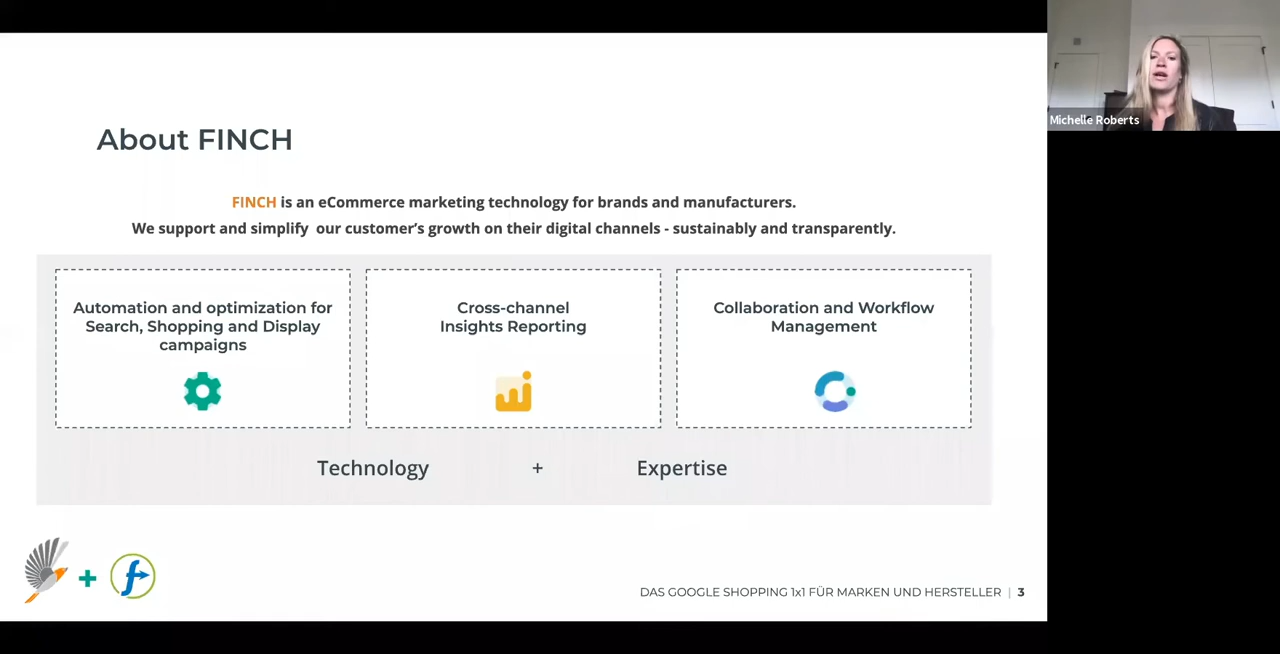 Michelle Roberts
About FINCH
FINCH is an eCommerce marketing technology for brands and manufacturers.
We support and simplify our customer's growth on their digital channels - sustainably and transparently.
Automation and optimization for
Search, Shopping and Display
campaigns
Cross-channel
Insights Reporting
Collaboration and Workflow
Management
Technology + Expertise
f
DAS GOOGLE SHOPPING 1x1 FÜR MARKEN UND HERSTELLER | 3